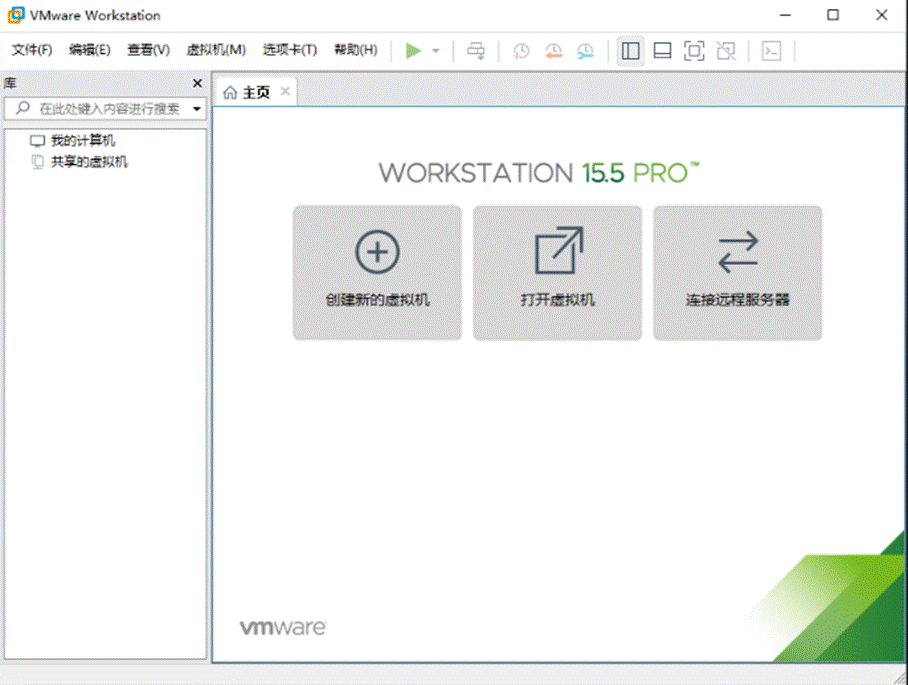 VMware Workstation
文件(F) 编辑(E) 查看(V) 虚拟机(M) 选项卡(T) 帮助(H)
库
主页
在此处键入内容进行搜索
我的计算机
共享的虚拟机
WORKSTATION 15.5 PRO™
创建新的虚拟机
打开虚拟机
连接远程服务器
vmware